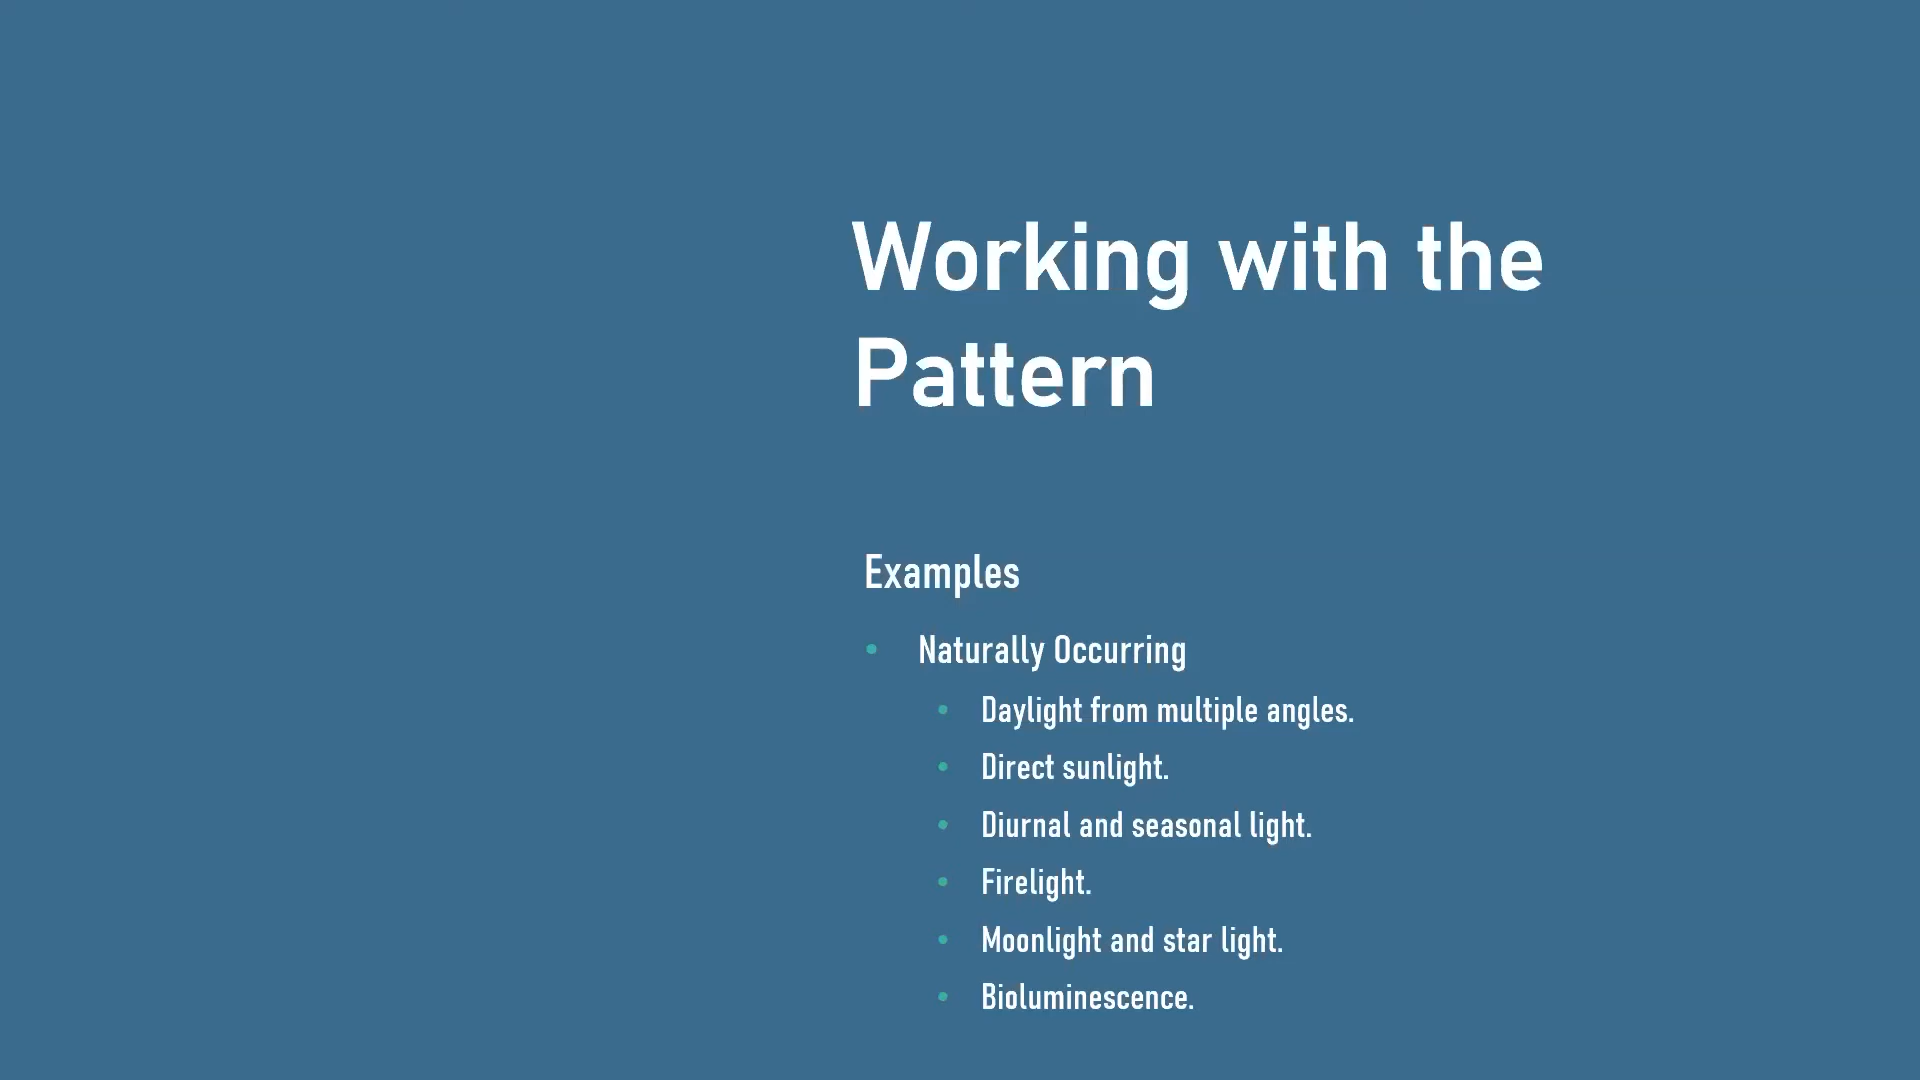 Working with the
Pattern
Examples
• Naturally Occurring
• Daylight from multiple angles.
• Direct sunlight.
• Diurnal and seasonal light.
• Firelight.
• Moonlight and star light.
• Bioluminescence.